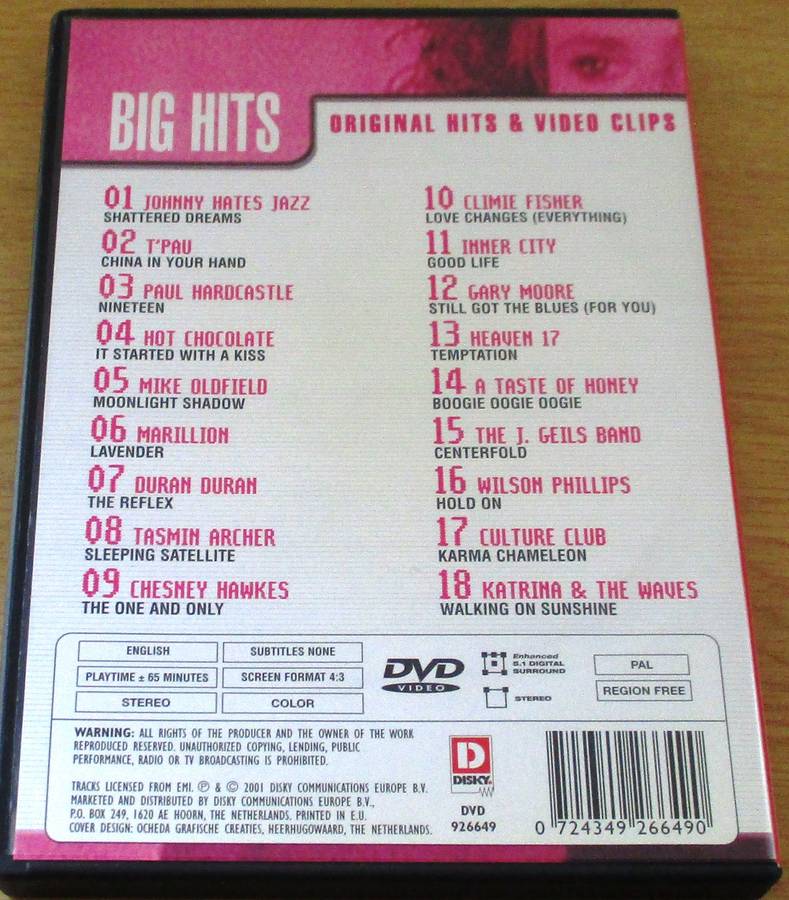 BIG HITS
ORIGINAL HITS & VIDEO CLIPS
01 JOHNNY HATES JAZZ
SHATTERED DREAMS
02 T'PAU
CHINA IN YOUR HAND
03 PAUL HARDCASTLE
NINETEEN
04 HOT CHOCOLATE
IT STARTED WITH A KISS
05 MIKE OLDFIELD
MOONLIGHT SHADOW
06 MARILLION
LAVENDER
07 DURAN DURAN
THE REFLEX
08 TASMIN ARCHER
SLEEPING SATELLITE
09 CHESNEY HAWKES
THE ONE AND ONLY
10 CLIMIE FISHER
LOVE CHANGES (EVERYTHING)
11 INNER CITY
GOOD LIFE
12 GARY MOORE
STILL GOT THE BLUES (FOR YOU)
13 HEAVEN 17
TEMPTATION
14 A TASTE OF HONEY
BOOGIE OOGIE OOGIE
15 THE J. GEILS BAND
CENTERFOLD
16 WILSON PHILLIPS
HOLD ON
17 CULTURE CLUB
KARMA CHAMELEON
18 KATRINA & THE WAVES
WALKING ON SUNSHINE
ENGLISH
SUBTITLES NONE
PLAYTIME ± 65 MINUTES
SCREEN FORMAT 4:3
STEREO
COLOR
DVD
VIDEO
Enhanced
5.1 DIGITAL
SURROUND
STEREO
PAL
REGION FREE
WARNING: ALL RIGHTS OF THE PRODUCER AND THE OWNER OF THE WORK
REPRODUCED RESERVED. UNAUTHORIZED COPYING, LENDING, PUBLIC
PERFORMANCE, RADIO OR TV BROADCASTING IS PROHIBITED.
TRACKS LICENSED FROM EMI. ℗ & © 2001 DISKY COMMUNICATIONS EUROPE B.V.
MARKETED AND DISTRIBUTED BY DISKY COMMUNICATIONS EUROPE B.V.,
P.O. BOX 249, 1620 AE HOORN, THE NETHERLANDS. PRINTED IN E.U.
COVER DESIGN: OCHEDA GRAFISCHE CREATIES, HEERHUGOWAARD, THE NETHERLANDS.
D
DISKY.
DVD
926649
0 724349 266490